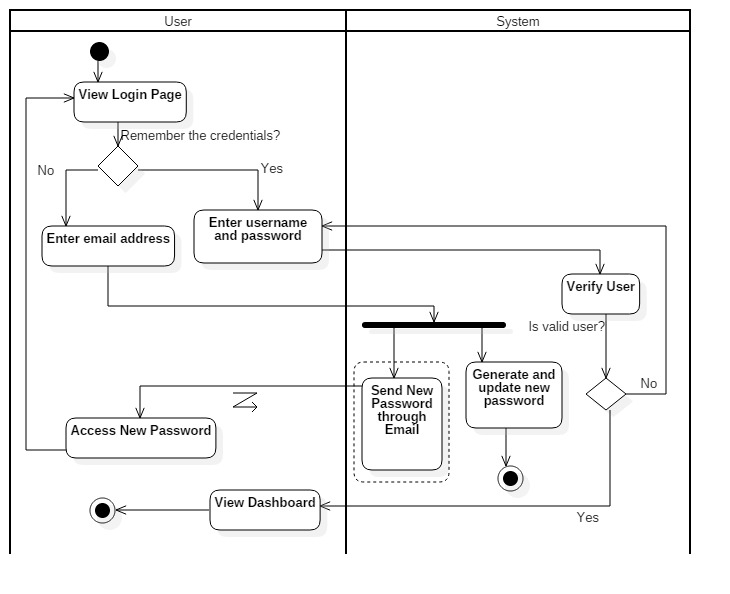 User
System
View Login Page
Remember the credentials?
No
Yes
Enter username
and password
Enter email address
Verify User
Is valid user?
No
Generate and
update new
password
Send New
Password
through
Email
Access New Password
View Dashboard
Yes